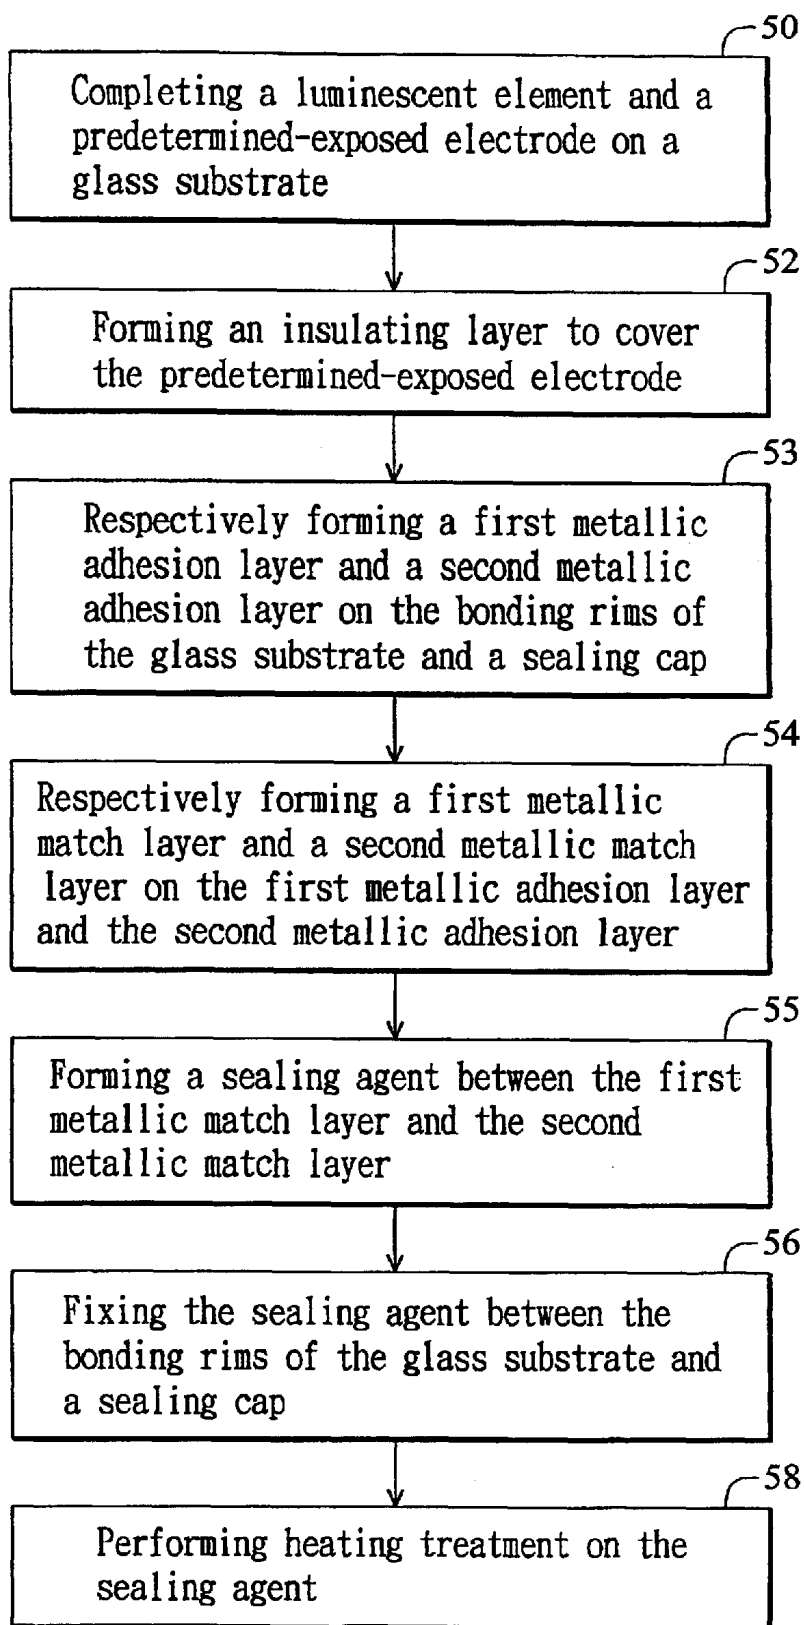 50
Completing a luminescent element and a
predetermined-exposed electrode on a
glass substrate
52
Forming an insulating layer to cover
the predetermined-exposed electrode
53
Respectively forming a first metallic
adhesion layer and a second metallic
adhesion layer on the bonding rims of
the glass substrate and a sealing cap
54
Respectively forming a first metallic
match layer and a second metallic match
layer on the first metallic adhesion layer
and the second metallic adhesion layer
55
Forming a sealing agent between the first
metallic match layer and the second
metallic match layer
56
Fixing the sealing agent between the
bonding rims of the glass substrate and
a sealing cap
58
Performing heating treatment on the
sealing agent